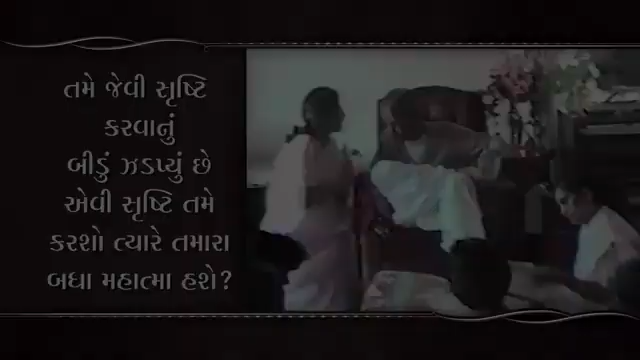 તમે જેવી સૃષ્ટિ
કરવાનું
બીડું ઝડપ્યું છે
એવી સૃષ્ટિ તમે
કરશો ત્યારે તમારા
બધા મહાત્મા હશે?